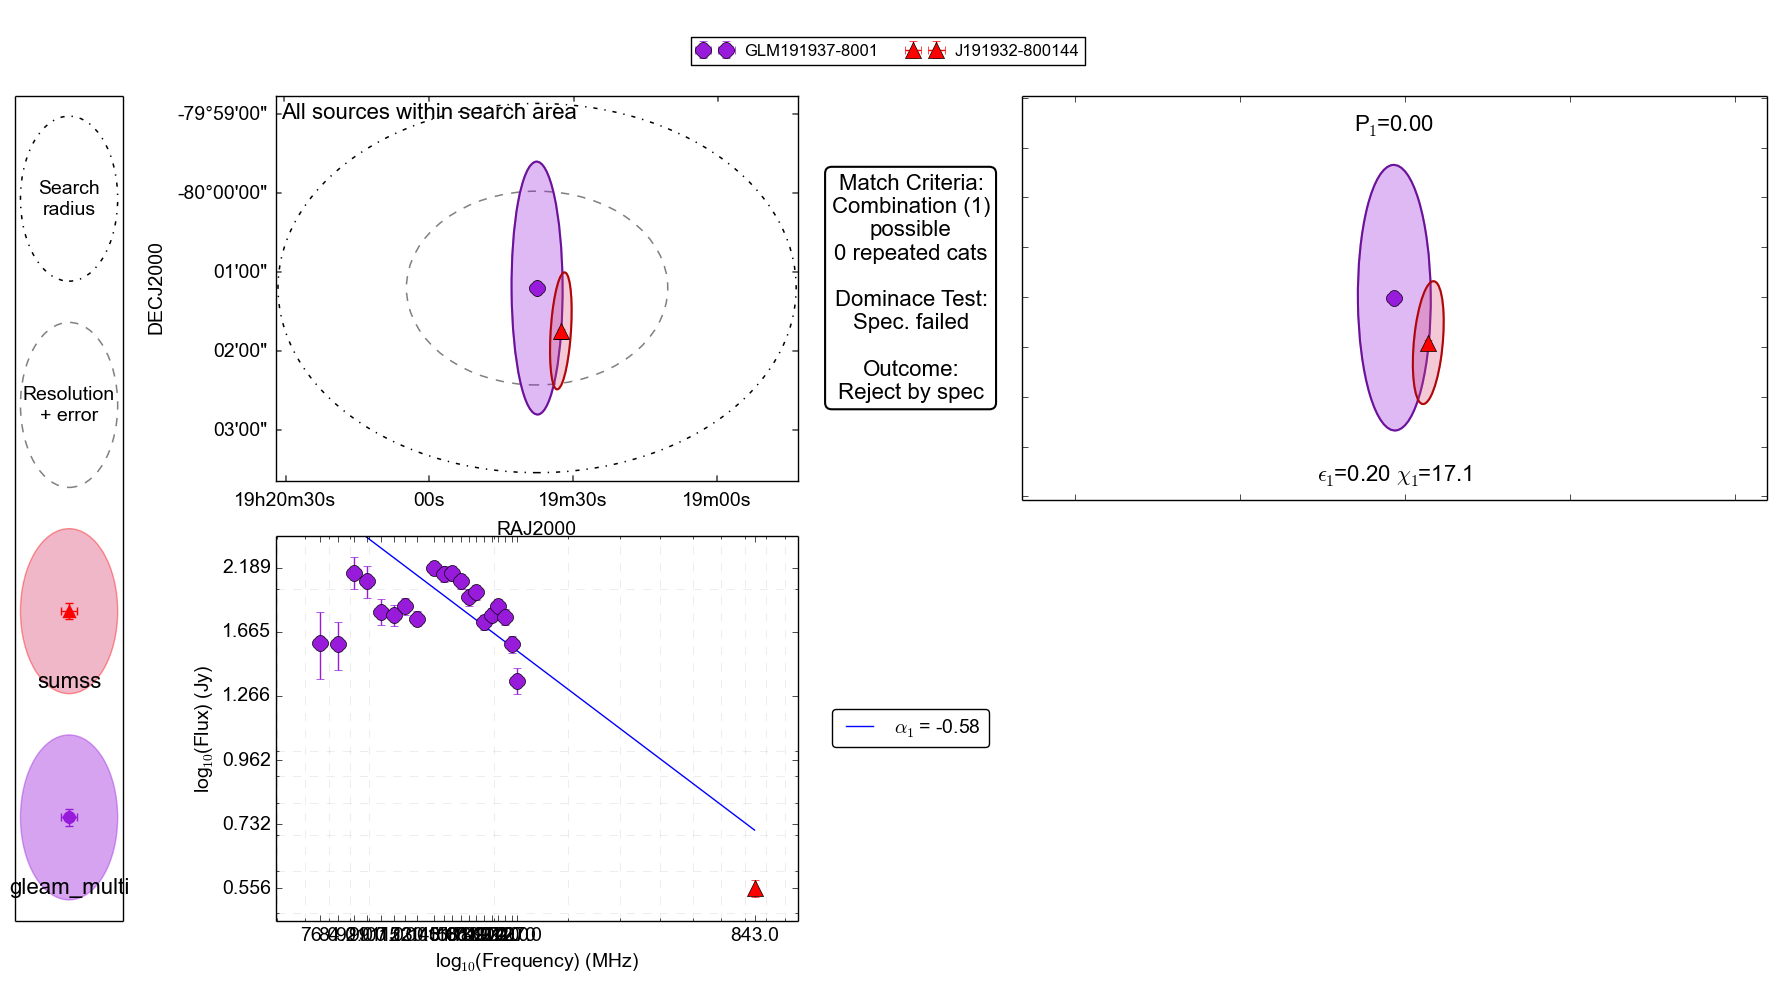 GLM191937-8001
J191932-800144
Search
radius
Resolution
+ error
sumss
gleam_multi
All sources within search area
DECJ2000
-79°59'00"
-80°00'00"
01'00"
02'00"
03'00"
19h20m30s
00s
19m30s
19m00s
RAJ2000
Match Criteria:
Combination (1)
possible
0 repeated cats
Dominace Test:
Spec. failed
Outcome:
Reject by spec
P₁=0.00
ϵ₁=0.20 χ₁=17.1
log₁₀(Flux) (Jy)
2.189
1.665
1.266
0.962
0.732
0.556
843.0
log₁₀(Frequency) (MHz)
α₁ = -0.58